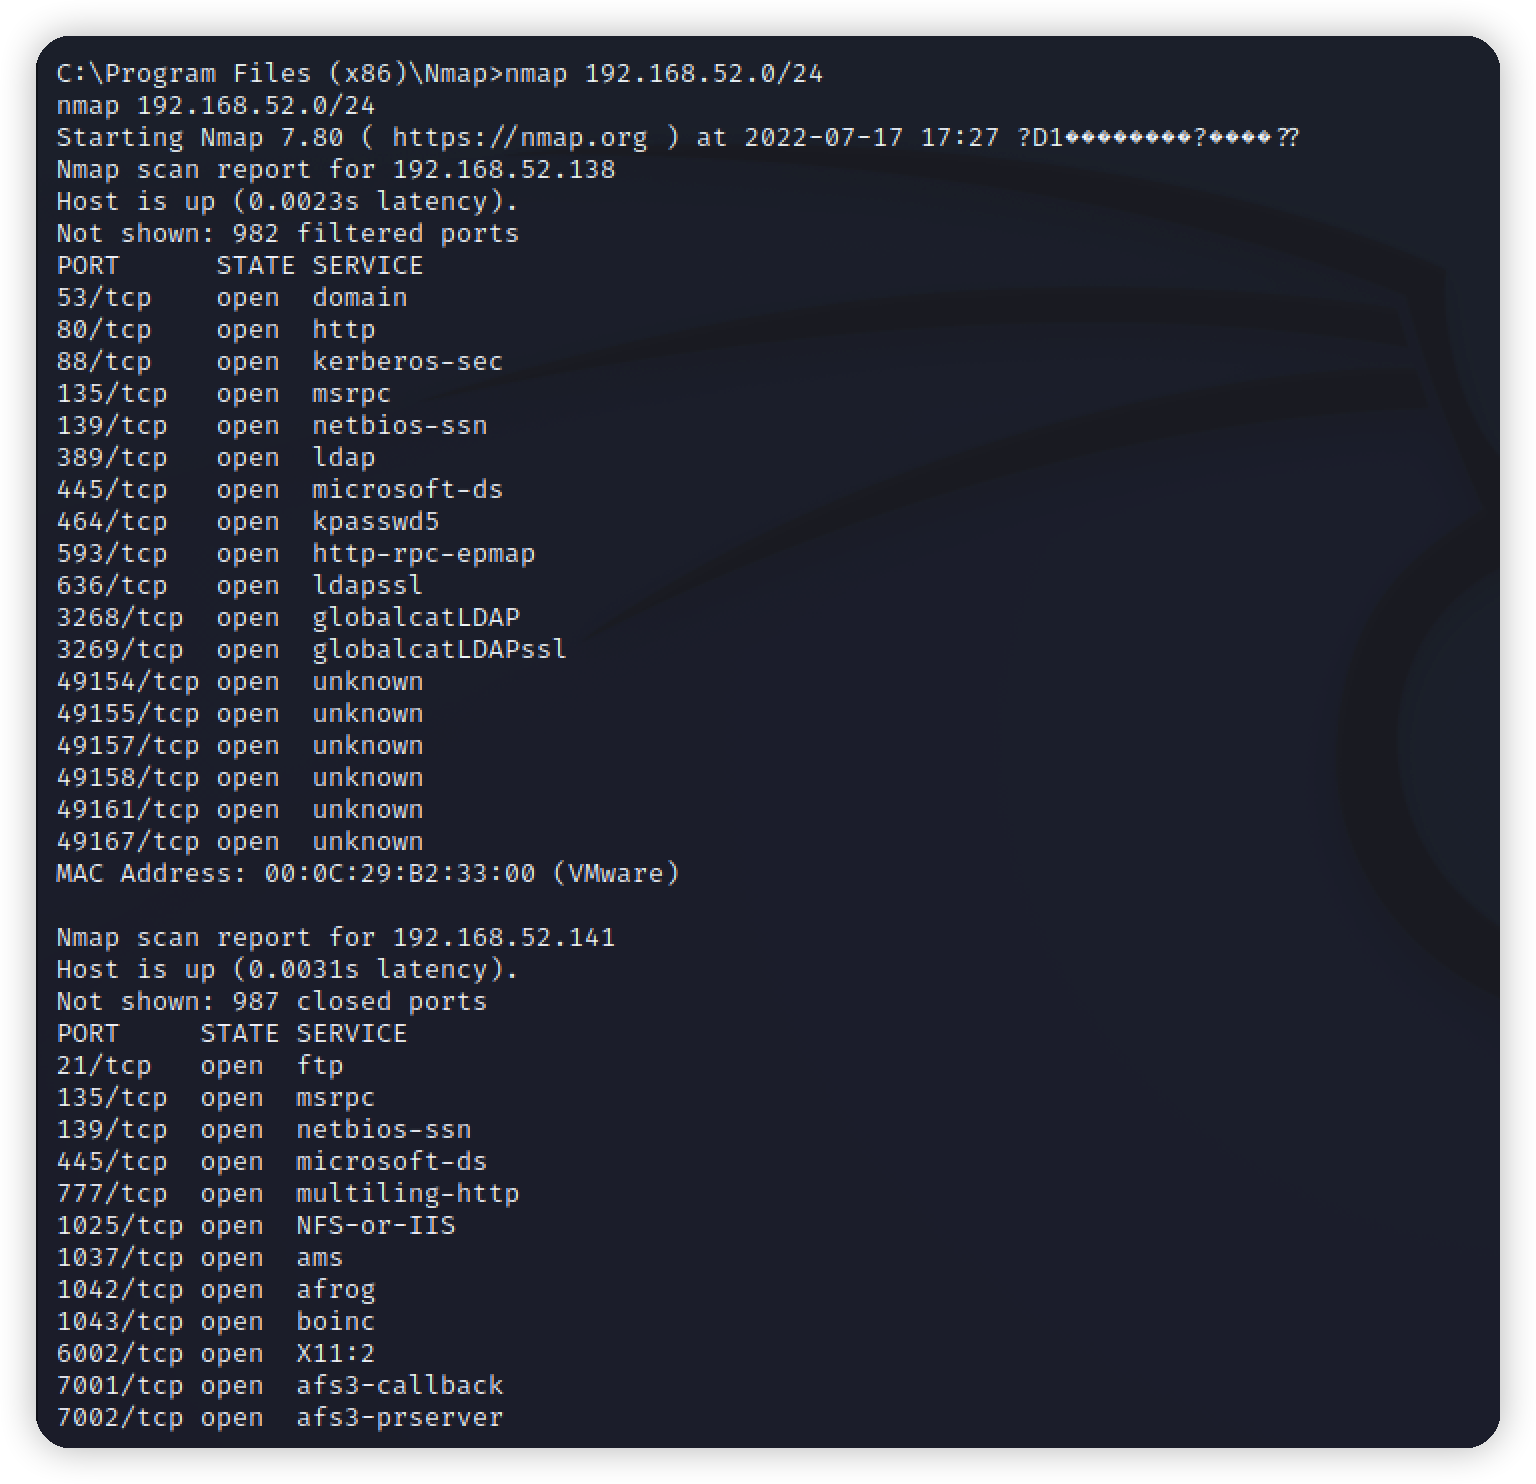 C:\Program Files (x86)\Nmap>nmap 192.168.52.0/24
nmap 192.168.52.0/24
Starting Nmap 7.80 ( https://nmap.org ) at 2022-07-17 17:27 ?D1��������?����??
Nmap scan report for 192.168.52.138
Host is up (0.0023s latency).
Not shown: 982 filtered ports
PORT      STATE SERVICE
53/tcp    open  domain
80/tcp    open  http
88/tcp    open  kerberos-sec
135/tcp   open  msrpc
139/tcp   open  netbios-ssn
389/tcp   open  ldap
445/tcp   open  microsoft-ds
464/tcp   open  kpasswd5
593/tcp   open  http-rpc-epmap
636/tcp   open  ldapssl
3268/tcp  open  globalcatLDAP
3269/tcp  open  globalcatLDAPssl
49154/tcp open  unknown
49155/tcp open  unknown
49157/tcp open  unknown
49158/tcp open  unknown
49161/tcp open  unknown
49167/tcp open  unknown
MAC Address: 00:0C:29:B2:33:00 (VMware)

Nmap scan report for 192.168.52.141
Host is up (0.0031s latency).
Not shown: 987 closed ports
PORT     STATE SERVICE
21/tcp   open  ftp
135/tcp  open  msrpc
139/tcp  open  netbios-ssn
445/tcp  open  microsoft-ds
777/tcp  open  multiling-http
1025/tcp open  NFS-or-IIS
1037/tcp open  ams
1042/tcp open  afrog
1043/tcp open  boinc
6002/tcp open  X11:2
7001/tcp open  afs3-callback
7002/tcp open  afs3-prserver